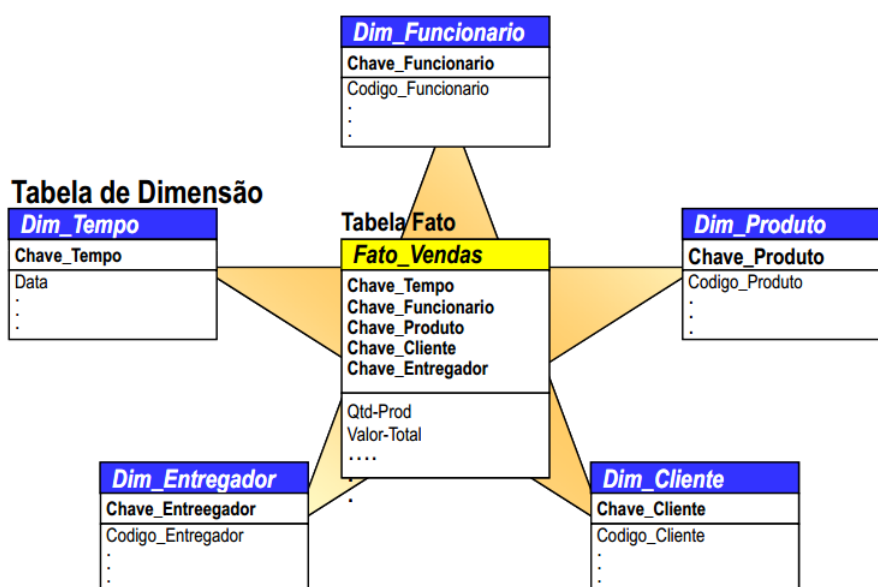 Dim_Funcionario
Chave_Funcionario
Codigo_Funcionario
.
.
.
Tabela de Dimensão
Dim_Tempo
Chave_Tempo
Data
.
.
.
Tabela Fato
Fato_Vendas
Chave_Tempo
Chave_Funcionario
Chave_Produto
Chave_Cliente
Chave_Entregador
Qtd-Prod
Valor-Total
....
.
.
Dim_Produto
Chave_Produto
Codigo_Produto
.
.
.
Dim_Entregador
Chave_Entreegador
Codigo_Entregador
.
.
.
Dim_Cliente
Chave_Cliente
Codigo_Cliente
.
.
.